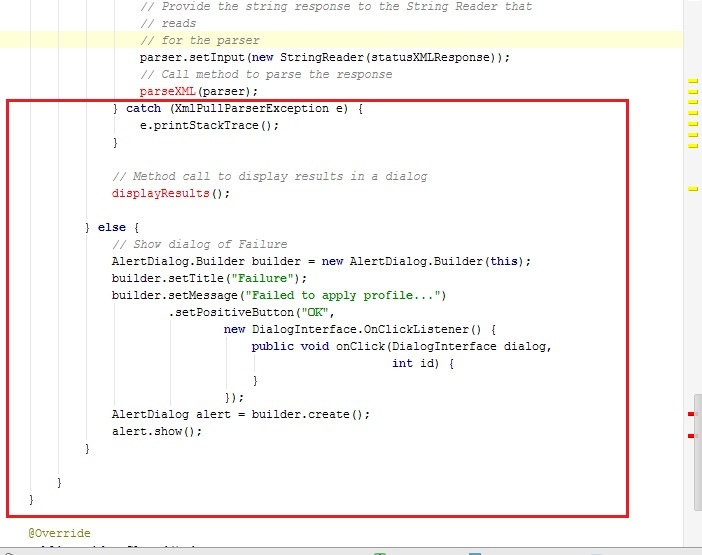 // Provide the string response to the String Reader that
// reads
// for the parser
parser.setInput(new StringReader(statusXMLResponse));
// Call method to parse the response
parseXML(parser);
} catch (XmlPullParserException e) {
e.printStackTrace();
}
// Method call to display results in a dialog
displayResults();
} else {
// Show dialog of Failure
AlertDialog.Builder builder = new AlertDialog.Builder(this);
builder.setTitle("Failure");
builder.setMessage("Failed to apply profile...")
.setPositiveButton("OK",
new DialogInterface.OnClickListener() {
public void onClick(DialogInterface dialog,
int id) {
}
});
AlertDialog alert = builder.create();
alert.show();
}
}
}
@Override